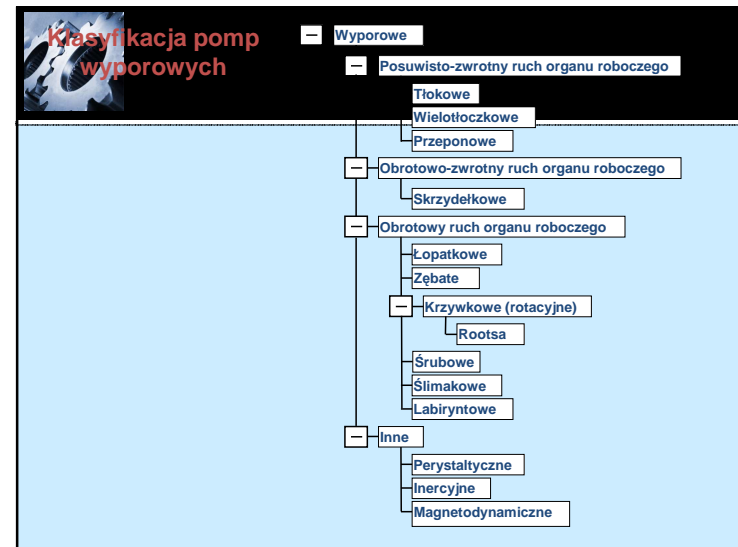 Klasyfikacja pomp
wyporowych
Wyporowe
Posuwisto-zwrotny ruch organu roboczego
Tłokowe
Wielotłoczkowe
Przeponowe
Obrotowo-zwrotny ruch organu roboczego
Skrzydełkowe
Obrotowy ruch organu roboczego
Łopatkowe
Zębate
Krzywkowe (rotacyjne)
Rootsa
Śrubowe
Ślimakowe
Labiryntowe
Inne
Perystaltyczne
Inercyjne
Magnetodynamiczne